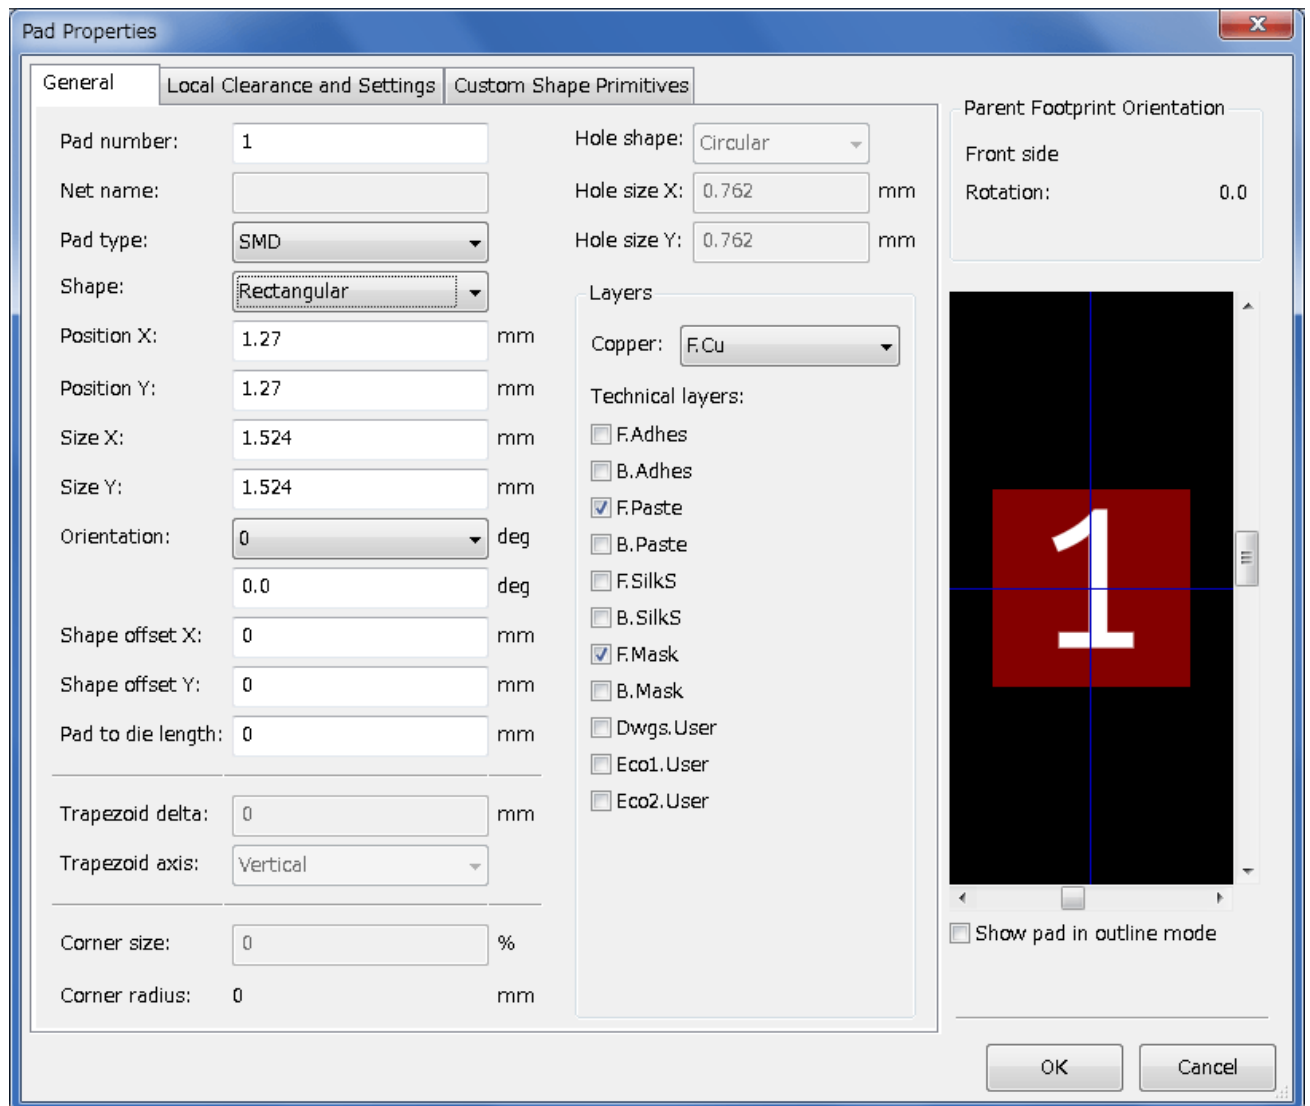 Pad Properties
General
Local Clearance and Settings
Custom Shape Primitives
Pad number: 1
Net name:
Pad type: SMD
Shape: Rectangular
Position X: 1.27 mm
Position Y: 1.27 mm
Size X: 1.524 mm
Size Y: 1.524 mm
Orientation: 0 deg
0.0 deg
Shape offset X: 0 mm
Shape offset Y: 0 mm
Pad to die length: 0 mm
Trapezoid delta: 0 mm
Trapezoid axis: Vertical
Corner size: 0 %
Corner radius: 0 mm
Hole shape: Circular
Hole size X: 0.762 mm
Hole size Y: 0.762 mm
Layers
Copper: F.Cu
Technical layers:
F.Adhes
B.Adhes
F.Paste
B.Paste
F.SilkS
B.SilkS
F.Mask
B.Mask
Dwgs.User
Eco1.User
Eco2.User
Parent Footprint Orientation
Front side
Rotation: 0.0
1
Show pad in outline mode
OK
Cancel